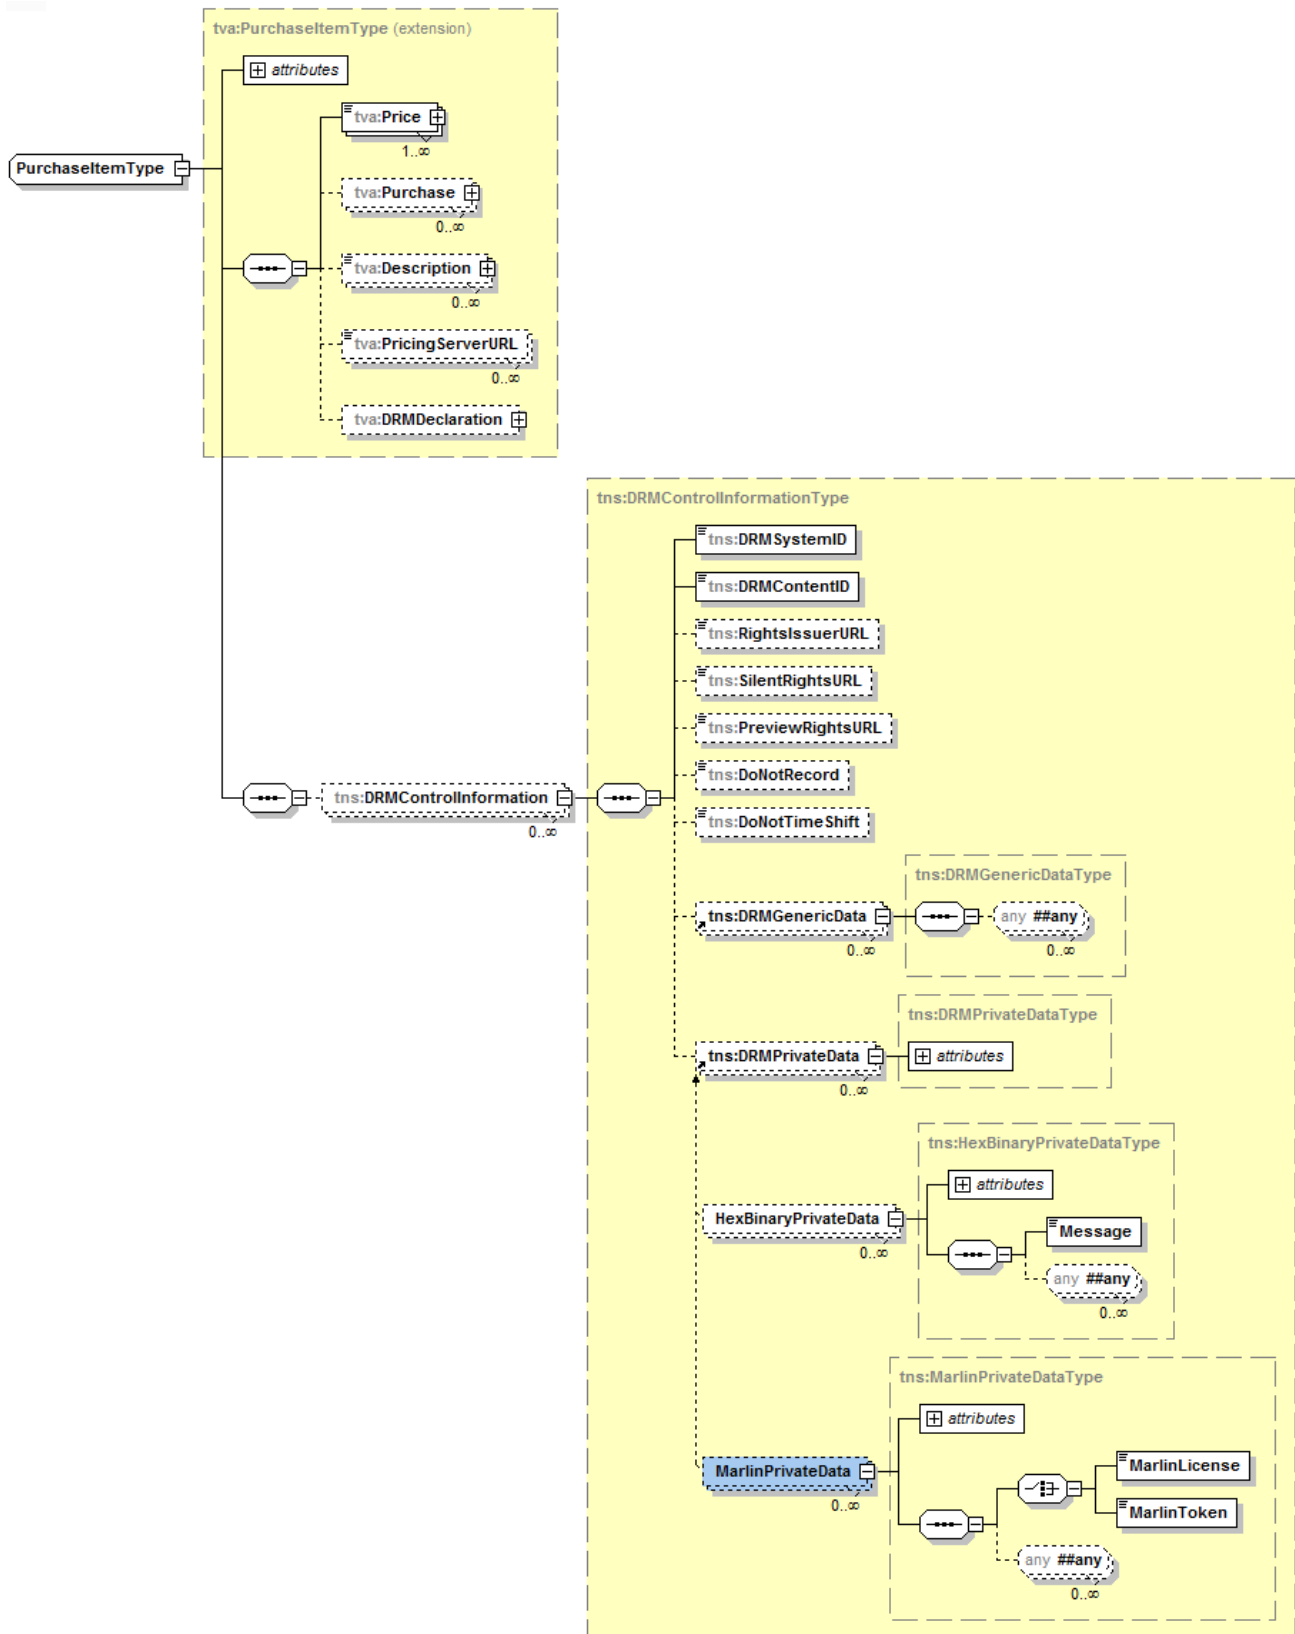 tva:PurchaseItemType (extension)
attributes
tva:Price
1..∞
PurchaseItemType
tva:Purchase
0..∞
tva:Description
0..∞
tva:PricingServerURL
0..∞
tva:DRMDeclaration
tns:DRMControlInformationType
tns:DRMSystemID
tns:DRMContentID
tns:RightsIssuerURL
tns:SilentRightsURL
tns:PreviewRightsURL
tns:DoNotRecord
tns:DRMControlInformation
0..∞
tns:DoNotTimeShift
tns:DRMGenericDataType
tns:DRMGenericData
any ##any
0..∞
0..∞
tns:DRMPrivateDataType
tns:DRMPrivateData
attributes
0..∞
tns:HexBinaryPrivateDataType
attributes
HexBinaryPrivateData
0..∞
Message
any ##any
0..∞
tns:MarlinPrivateDataType
attributes
MarlinPrivateData
0..∞
MarlinLicense
MarlinToken
any ##any
0..∞